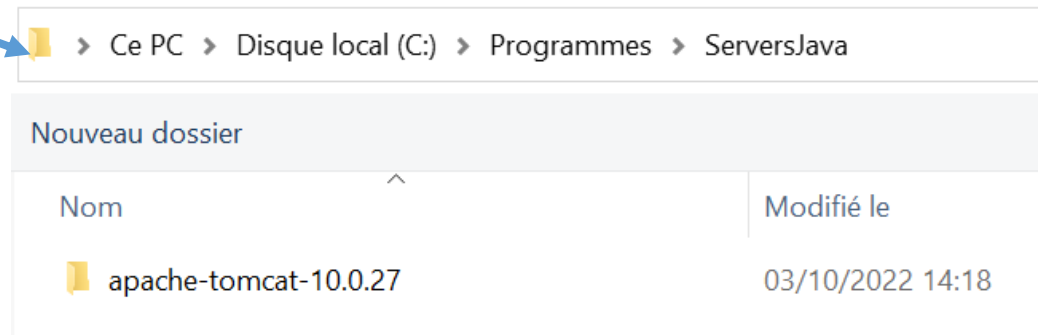 Ce PC > Disque local (C:) > Programmes > ServersJava
Nouveau dossier
Nom Modifié le
apache-tomcat-10.0.27 03/10/2022 14:18